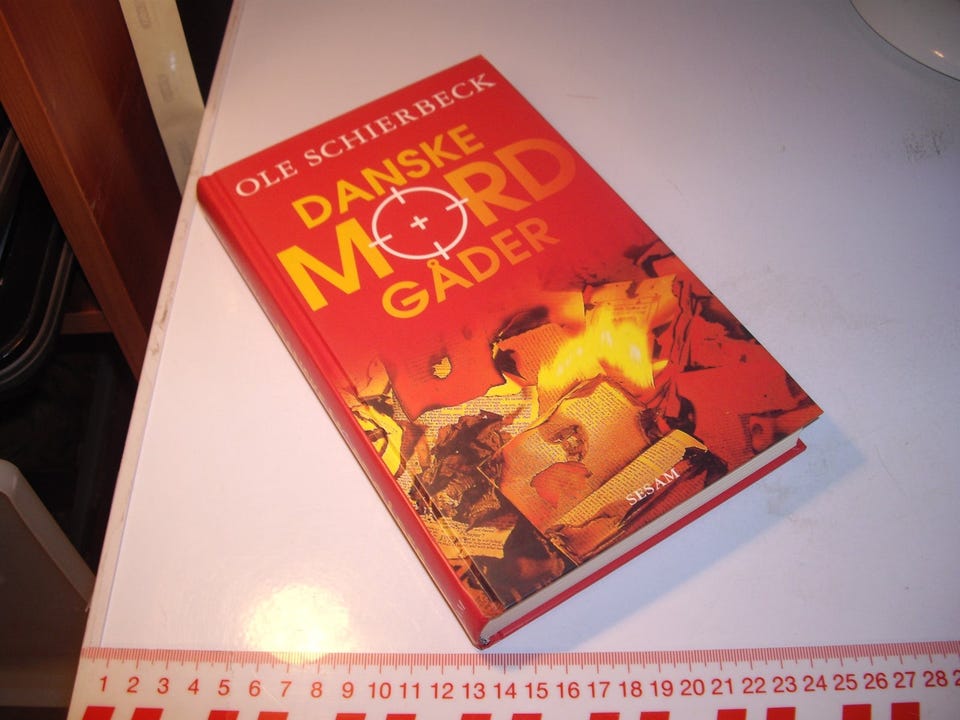 OLE SCHIERBECK
DANSKE
MORD
GÅDER
SESAM
1 2 3 4 5 6 7 8 9 10 11 12 13 14 15 16 17 18 19 20 21 22 23 24 25 26 27 28